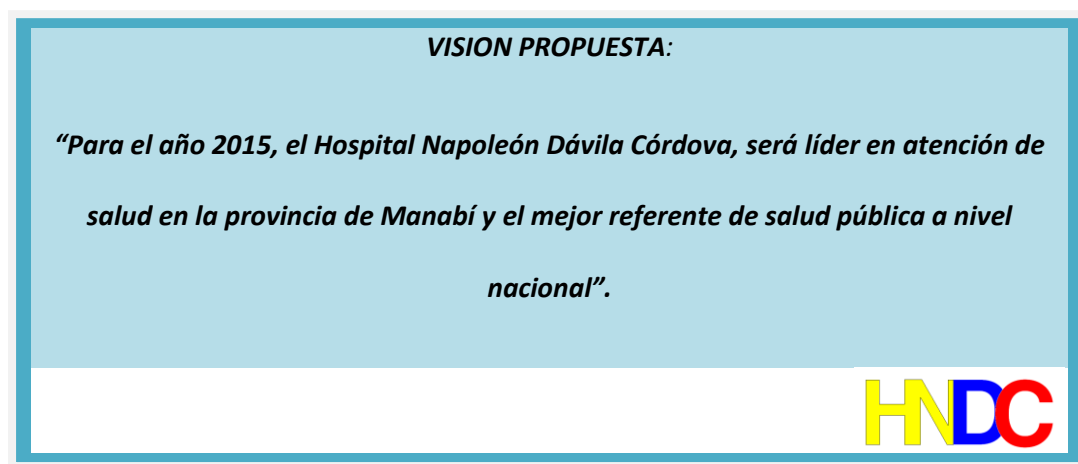 VISION PROPUESTA:
“Para el año 2015, el Hospital Napoleón Dávila Córdova, será líder en atención de
salud en la provincia de Manabí y el mejor referente de salud pública a nivel
nacional”.
HNDC